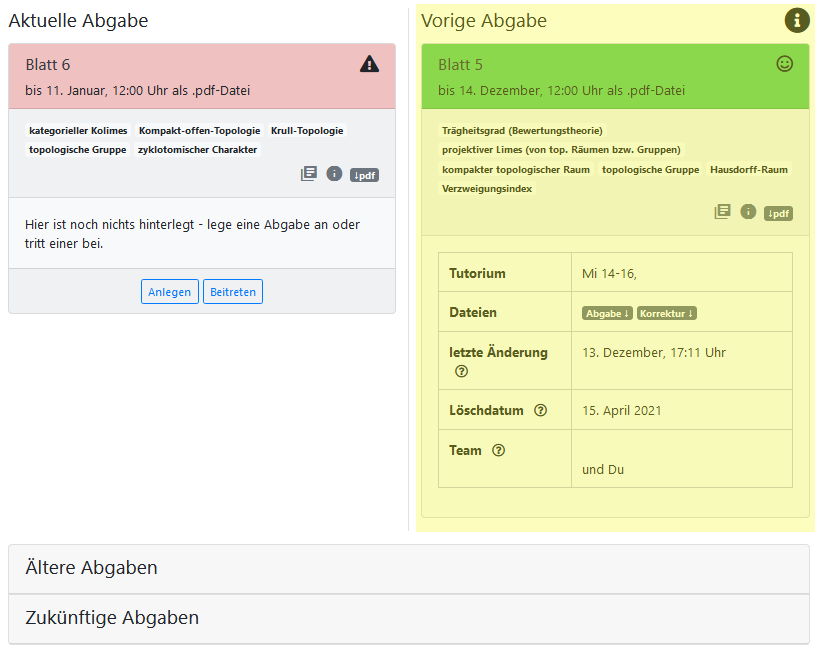 Aktuelle Abgabe
Blatt 6
bis 11. Januar, 12:00 Uhr als .pdf-Datei
kategorieller Kolimes Kompakt-offen-Topologie Krull-Topologie
topologische Gruppe zyklotomischer Charakter
↓pdf
Hier ist noch nichts hinterlegt - lege eine Abgabe an oder
tritt einer bei.
Anlegen Beitreten
Vorige Abgabe
Blatt 5
bis 14. Dezember, 12:00 Uhr als .pdf-Datei
Trägheitsgrad (Bewertungstheorie)
projektiver Limes (von top. Räumen bzw. Gruppen)
kompakter topologischer Raum topologische Gruppe Hausdorff-Raum
Verzweigungsindex
↓pdf
Tutorium Mi 14-16,
Dateien Abgabe ↓ Korrektur ↓
letzte Änderung 13. Dezember, 17:11 Uhr
Löschdatum 15. April 2021
Team
und Du
Ältere Abgaben
Zukünftige Abgaben